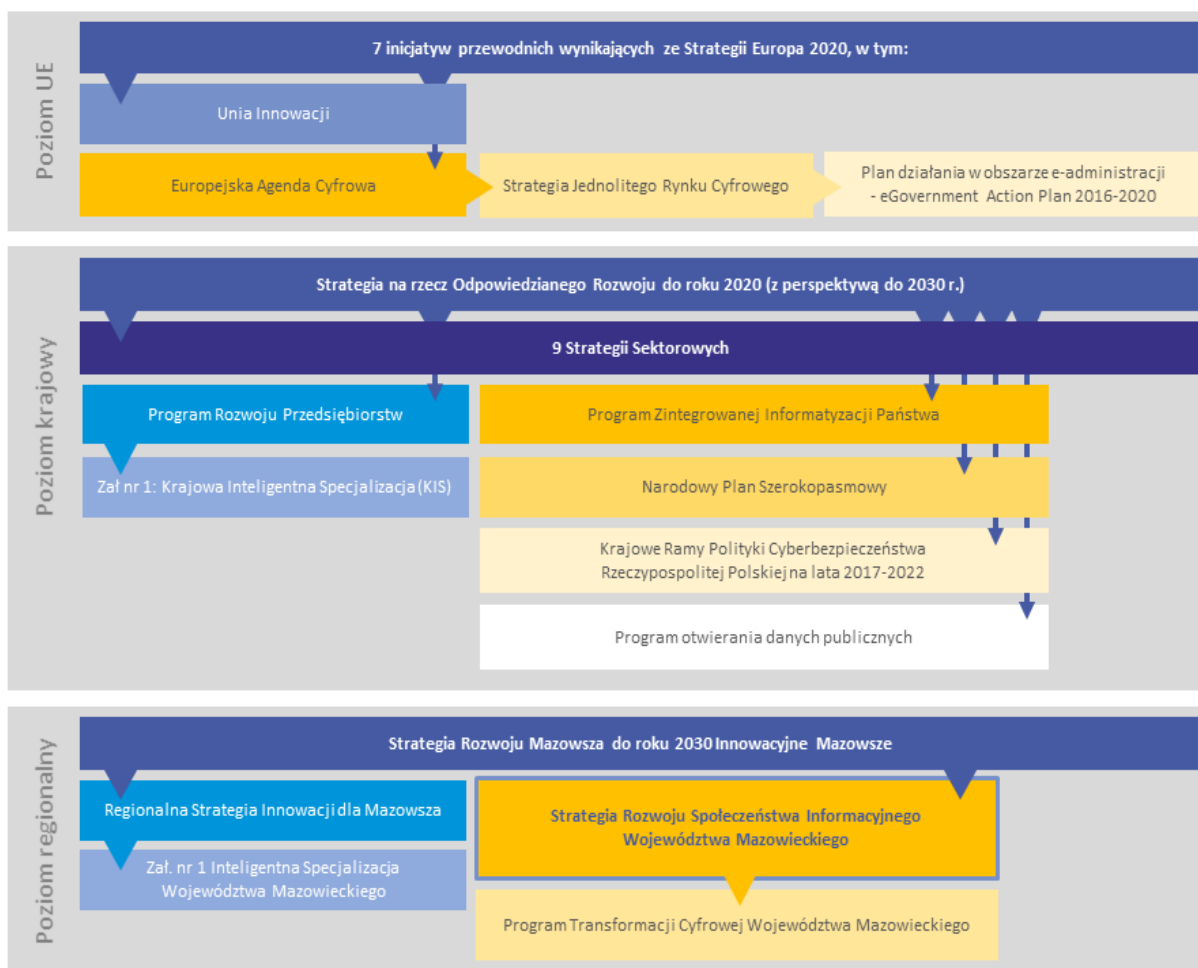 Poziom UE
7 inicjatyw przewodnich wynikających ze Strategii Europa 2020, w tym:
Unia Innowacji
Europejska Agenda Cyfrowa
Strategia Jednolitego Rynku Cyfrowego
Plan działania w obszarze e-administracji
- eGovernment Action Plan 2016-2020
Poziom krajowy
Strategia na rzecz Odpowiedzianego Rozwoju do roku 2020 (z perspektywą do 2030 r.)
9 Strategii Sektorowych
Program Rozwoju Przedsiębiorstw
Zał nr 1: Krajowa Inteligentna Specjalizacja (KIS)
Program Zintegrowanej Informatyzacji Państwa
Narodowy Plan Szerokopasmowy
Krajowe Ramy Polityki Cyberbezpieczeństwa
Rzeczypospolitej Polskiej na lata 2017-2022
Program otwierania danych publicznych
Poziom regionalny
Strategia Rozwoju Mazowsza do roku 2030 Innowacyjne Mazowsze
Regionalna Strategia Innowacji dla Mazowsza
Zał. nr 1 Inteligentna Specjalizacja
Województwa Mazowieckiego
Strategia Rozwoju Społeczeństwa Informacyjnego
Województwa Mazowieckiego
Program Transformacji Cyfrowej Województwa Mazowieckiego